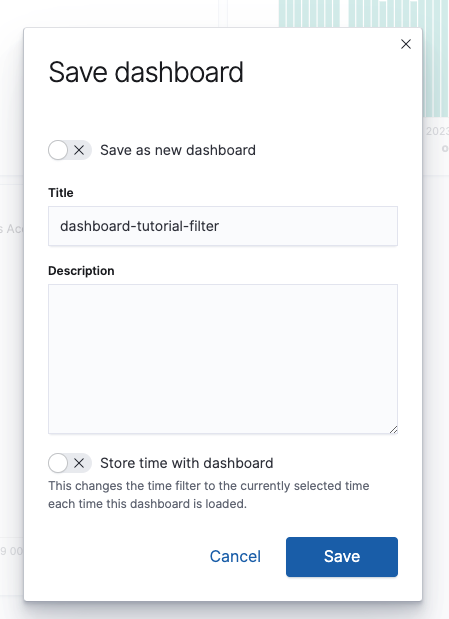 Save dashboard
Save as new dashboard
Title
dashboard-tutorial-filter
Description
Store time with dashboard
This changes the time filter to the currently selected time
each time this dashboard is loaded.
Cancel
Save